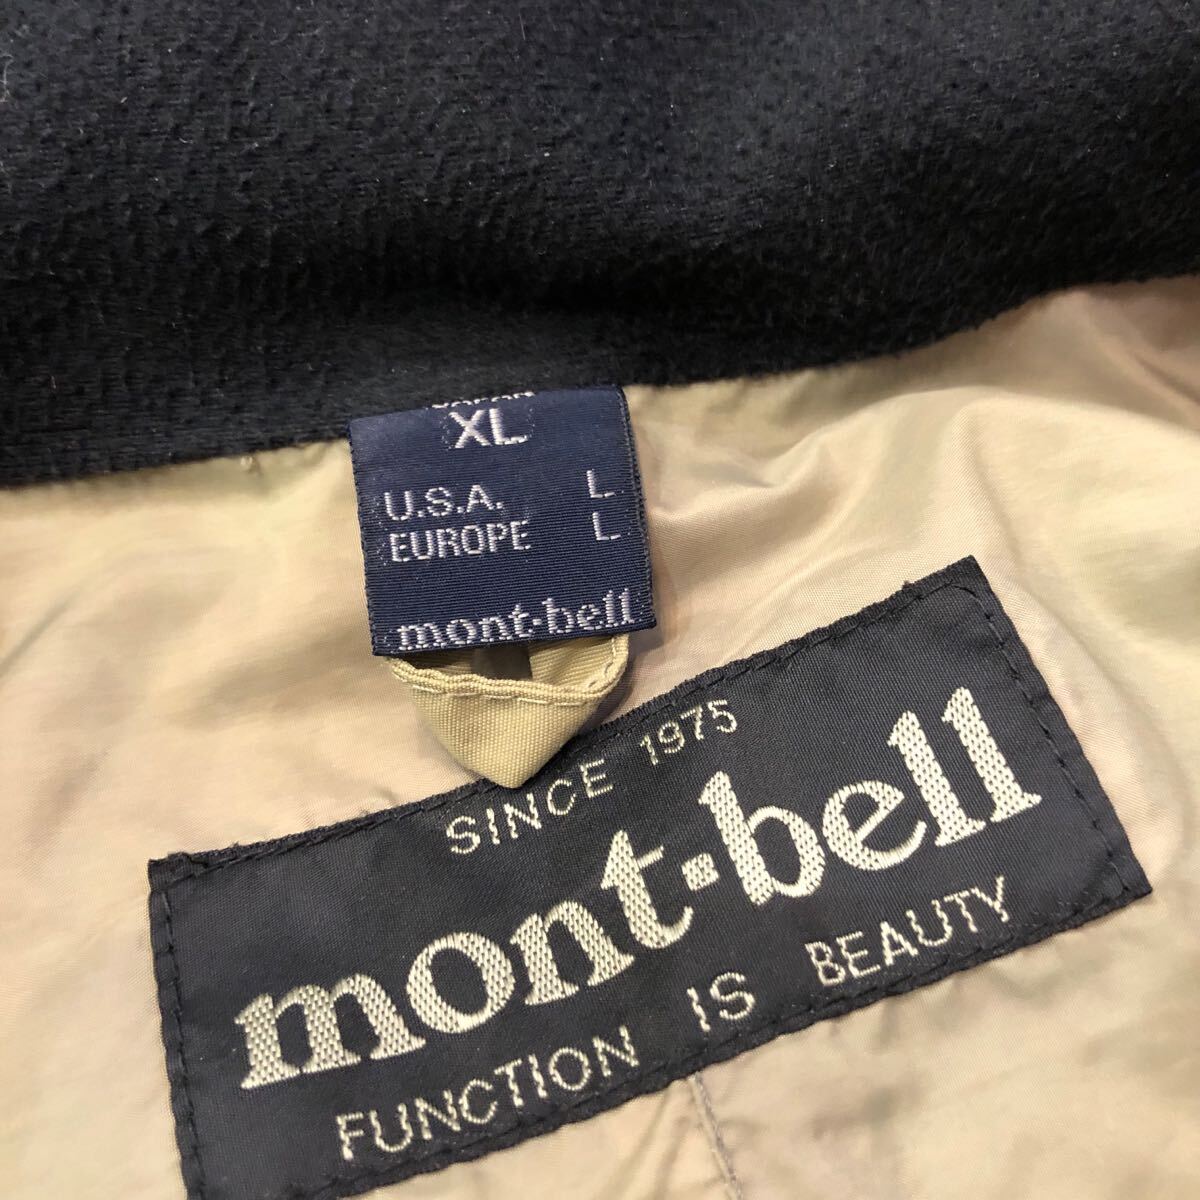 XL
U.S.A. L
EUROPE L
mont·bell
SINCE 1975
mont-bell
FUNCTION IS BEAUTY